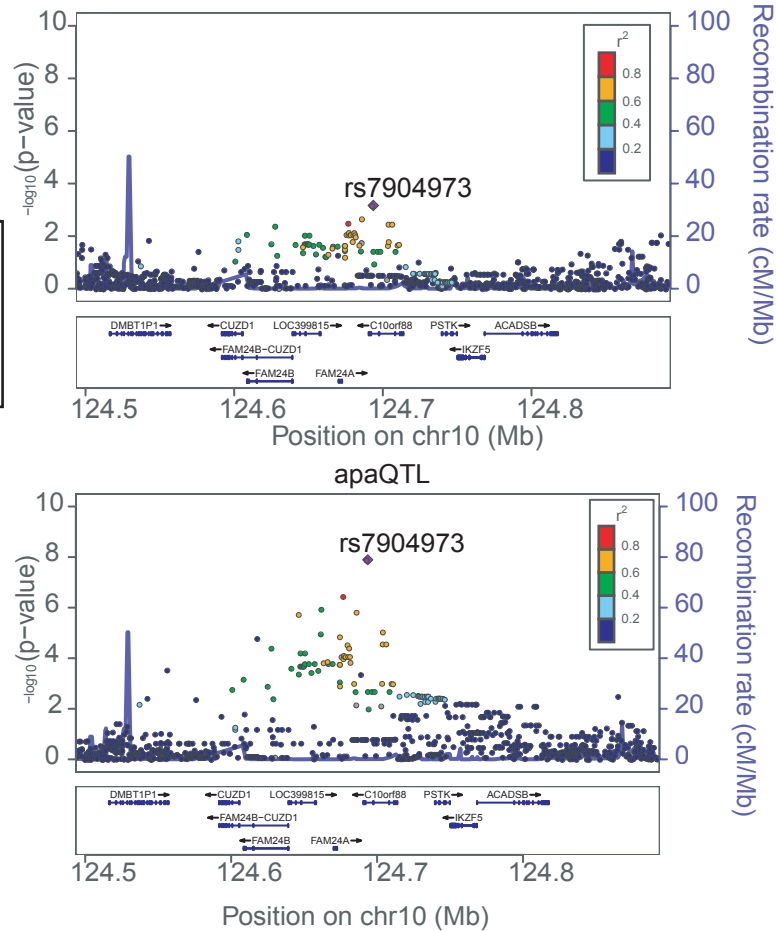 10
8
6
4
2
0
−log10(p−value)
100
80
60
40
20
0
Recombination rate (cM/Mb)
r2
0.8
0.6
0.4
0.2
rs7904973
DMBT1P1 CUZD1 LOC399815 C10orf88 PSTK ACADSB
FAM24B−CUZD1 IKZF5
FAM24B FAM24A
124.5 124.6 124.7 124.8
Position on chr10 (Mb)
apaQTL
10
8
6
4
2
0
−log10(p−value)
100
80
60
40
20
0
Recombination rate (cM/Mb)
r2
0.8
0.6
0.4
0.2
rs7904973
DMBT1P1 CUZD1 LOC399815 C10orf88 PSTK ACADSB
FAM24B−CUZD1 IKZF5
FAM24B FAM24A
124.5 124.6 124.7 124.8
Position on chr10 (Mb)